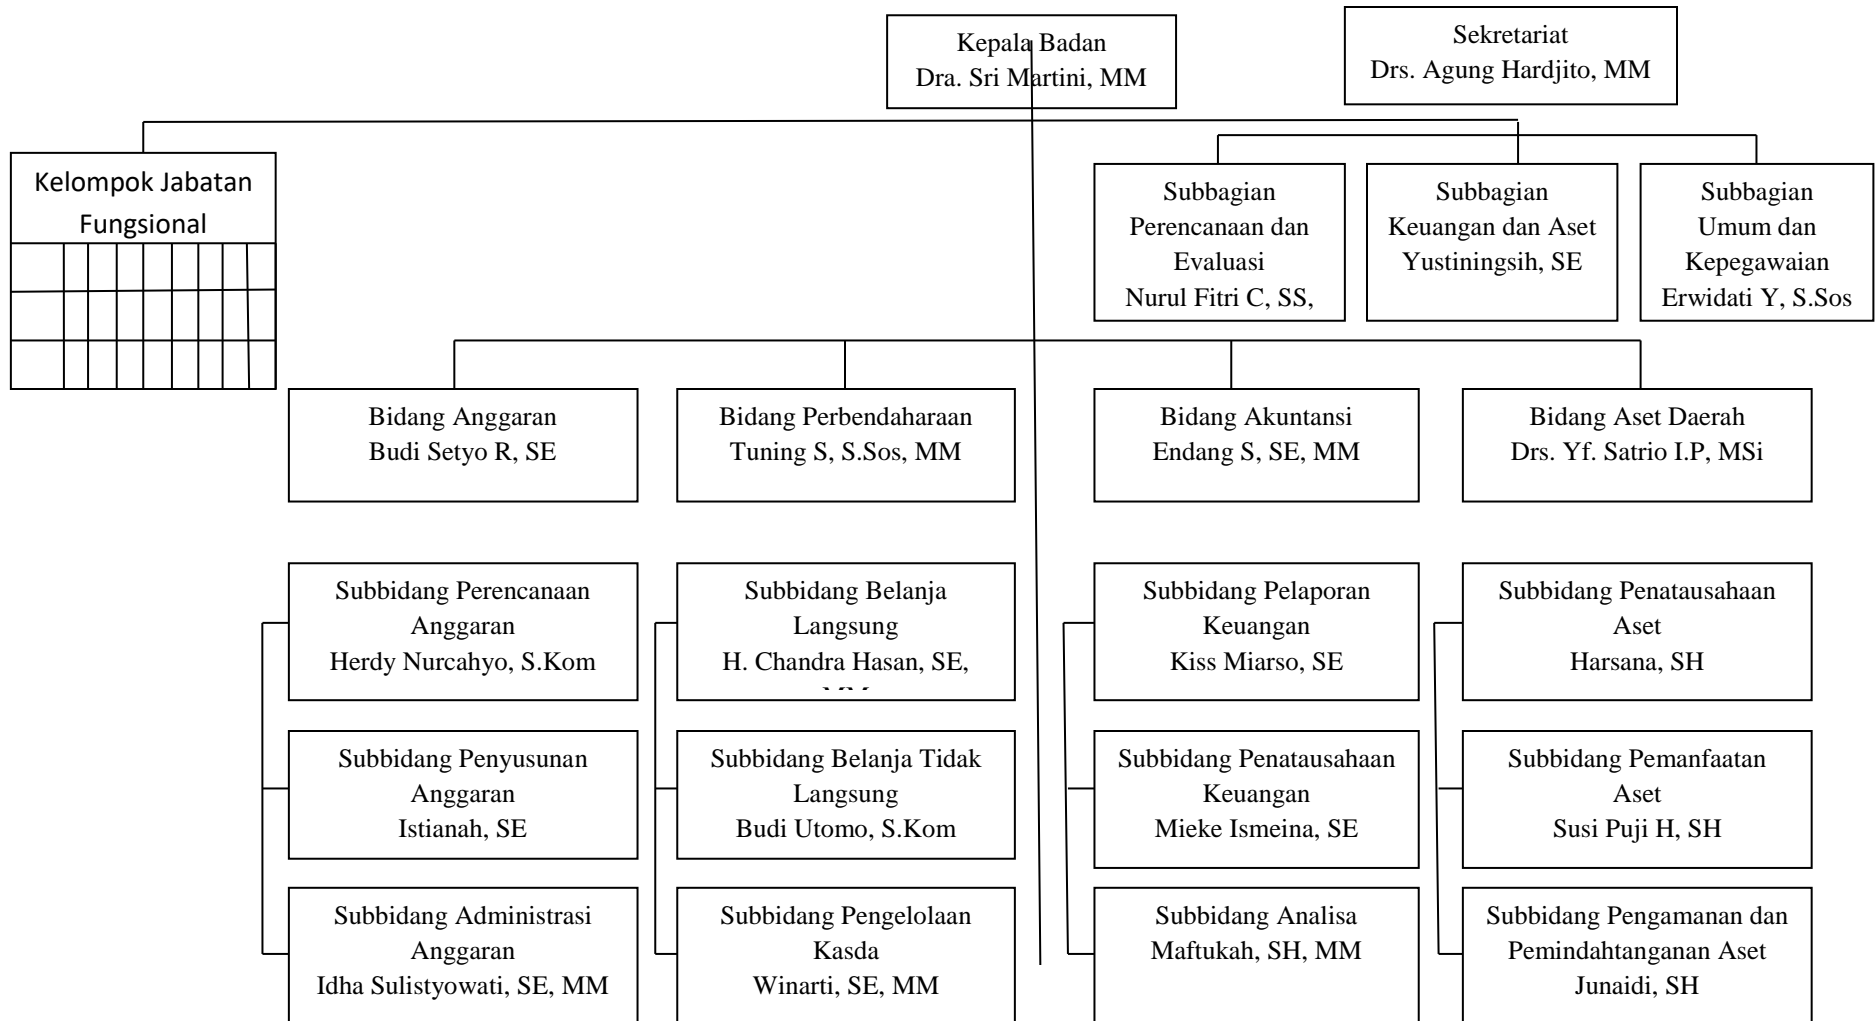 Kepala Badan
Dra. Sri Martini, MM
Sekretariat
Drs. Agung Hardjito, MM
Kelompok Jabatan
Fungsional
Subbagian
Perencanaan dan
Evaluasi
Nurul Fitri C, SS,
Subbagian
Keuangan dan Aset
Yustiningsih, SE
Subbagian
Umum dan
Kepegawaian
Erwidati Y, S.Sos
Bidang Anggaran
Budi Setyo R, SE
Bidang Perbendaharaan
Tuning S, S.Sos, MM
Bidang Akuntansi
Endang S, SE, MM
Bidang Aset Daerah
Drs. Yf. Satrio I.P, MSi
Subbidang Perencanaan
Anggaran
Herdy Nurcahyo, S.Kom
Subbidang Belanja
Langsung
H. Chandra Hasan, SE,
Subbidang Pelaporan
Keuangan
Kiss Miarso, SE
Subbidang Penatausahaan
Aset
Harsana, SH
Subbidang Penyusunan
Anggaran
Istianah, SE
Subbidang Belanja Tidak
Langsung
Budi Utomo, S.Kom
Subbidang Penatausahaan
Keuangan
Mieke Ismeina, SE
Subbidang Pemanfaatan
Aset
Susi Puji H, SH
Subbidang Administrasi
Anggaran
Idha Sulistyowati, SE, MM
Subbidang Pengelolaan
Kasda
Winarti, SE, MM
Subbidang Analisa
Maftukah, SH, MM
Subbidang Pengamanan dan
Pemindahtanganan Aset
Junaidi, SH